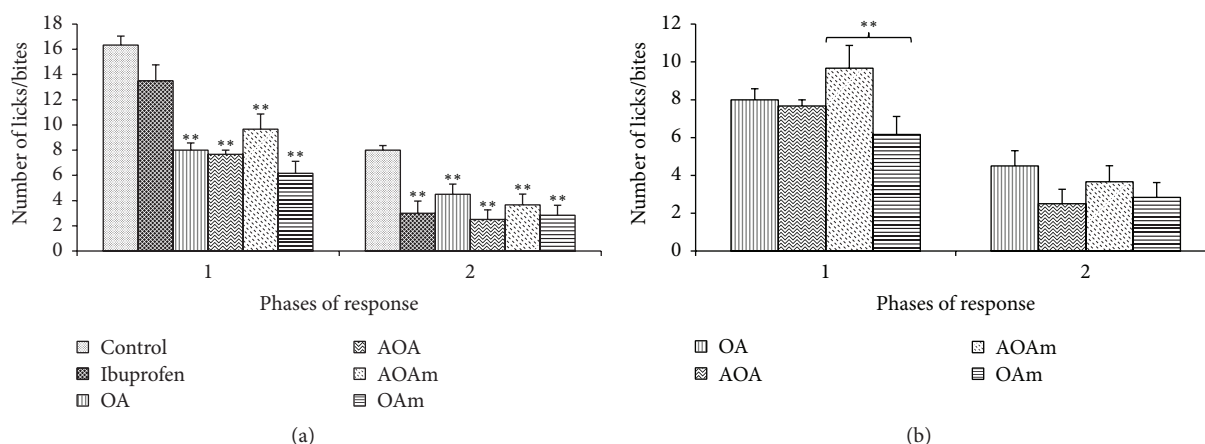 18
16
14
12
10
8
6
4
2
0
Number of licks/bites
**
**
**
**
**
**
**
**
**
1
2
Phases of response
Control
Ibuprofen
OA
AOA
AOAm
OAm
(a)
12
10
8
6
4
2
0
Number of licks/bites
**
1
2
Phases of response
OA
AOA
AOAm
OAm
(b)